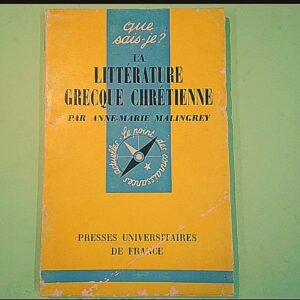 que
sais-je?
LA
LITTÉRATURE
GRECQUE CHRÉTIENNE
PAR ANNE-MARIE MALINGREY
Le point des connaissances actuelles
PRESSES UNIVERSITAIRES
DE FRANCE